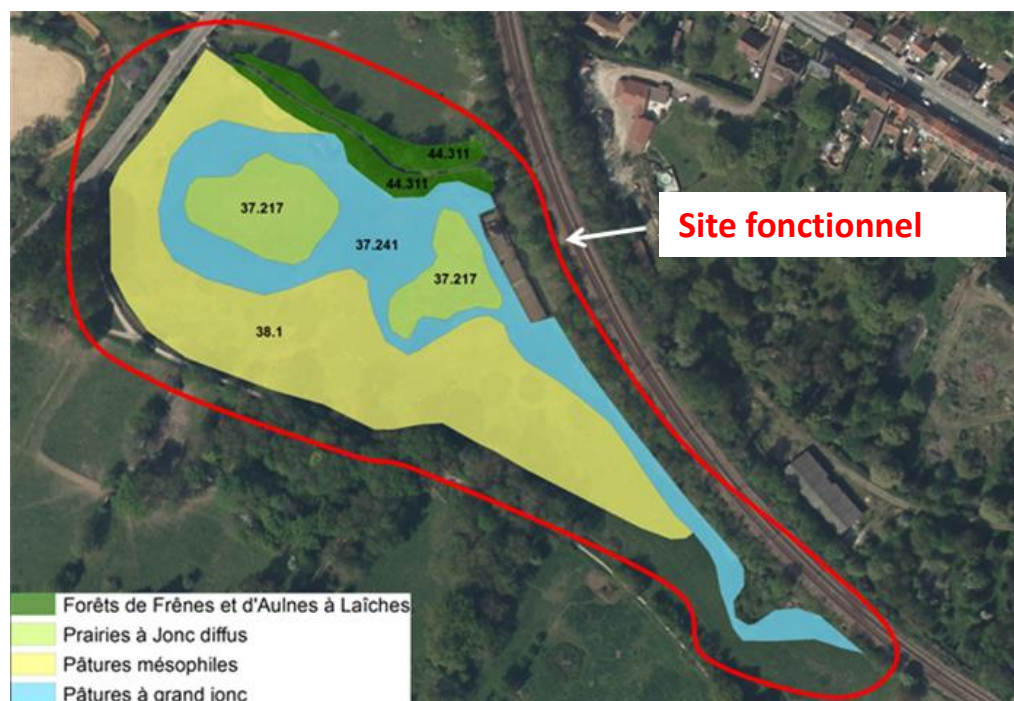 44.311
44.311
37.217
37.241
37.217
38.1
Site fonctionnel
Forêts de Frênes et d'Aulnes à Laîches
Prairies à Jonc diffus
Pâtures mésophiles
Pâtures à grand jonc